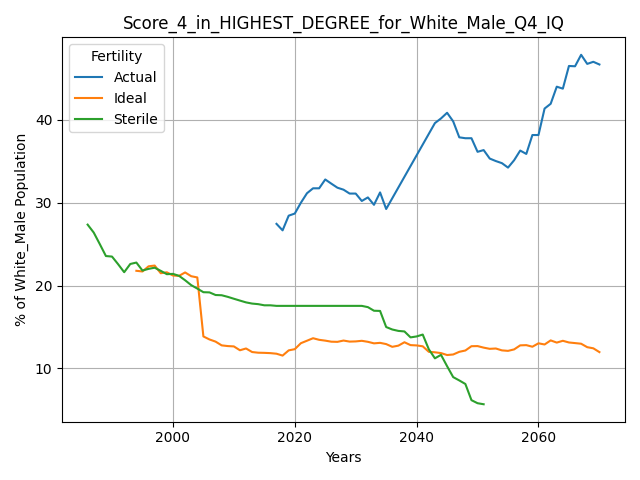 Score_4_in_HIGHEST_DEGREE_for_White_Male_Q4_IQ
Fertility
Actual
Ideal
Sterile
% of White_Male Population
40
30
20
10
2000
2020
2040
2060
Years